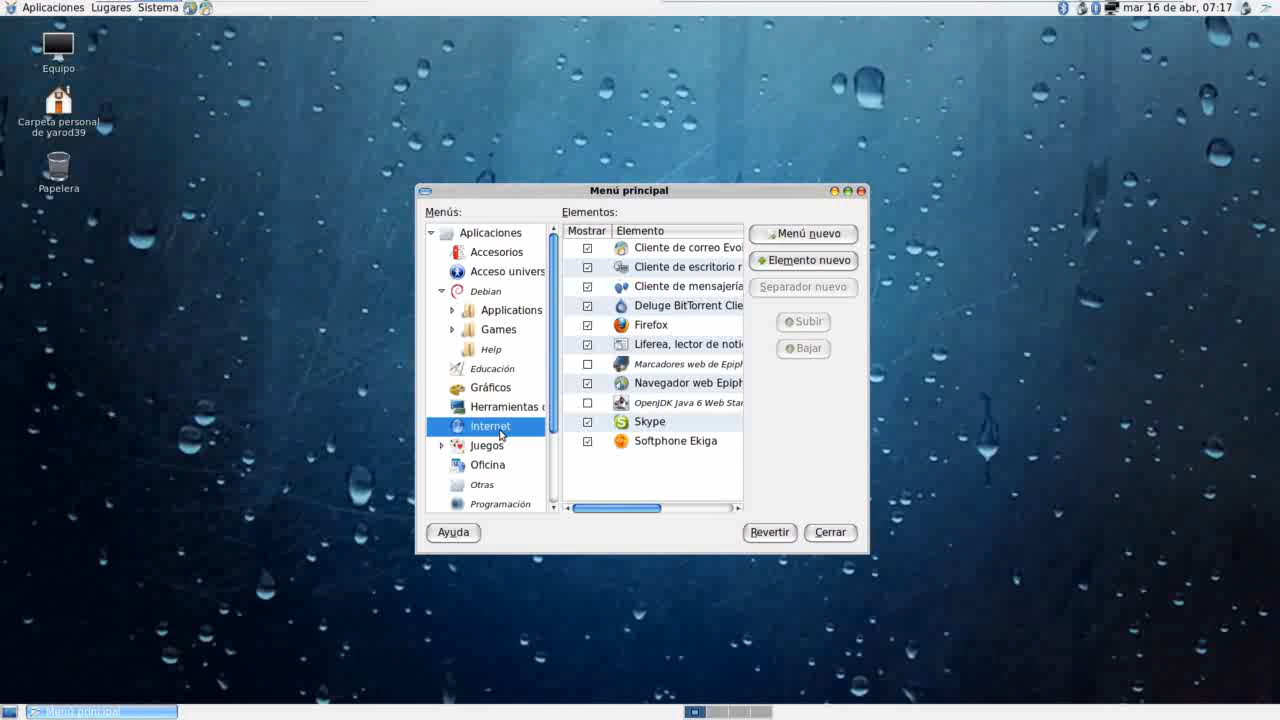 Aplicaciones Lugares Sistema
mar 16 de abr, 07:17
Equipo
Carpeta personal
de yarod39
Papelera
Menú principal
Menús:
Aplicaciones
Accesorios
Acceso univers
Debian
Applications
Games
Help
Educación
Gráficos
Herramientas
Internet
Juegos
Oficina
Otras
Programación
Elementos:
Mostrar Elemento
Cliente de correo Evo
Cliente de escritorio r
Cliente de mensajería
Deluge BitTorrent Clie
Firefox
Liferea, lector de noti
Marcadores web de Epiph
Navegador web Epiph
OpenJDK Java 6 Web Star
Skype
Softphone Ekiga
Menú nuevo
Elemento nuevo
Separador nuevo
Subir
Bajar
Ayuda
Revertir
Cerrar
Menú principal